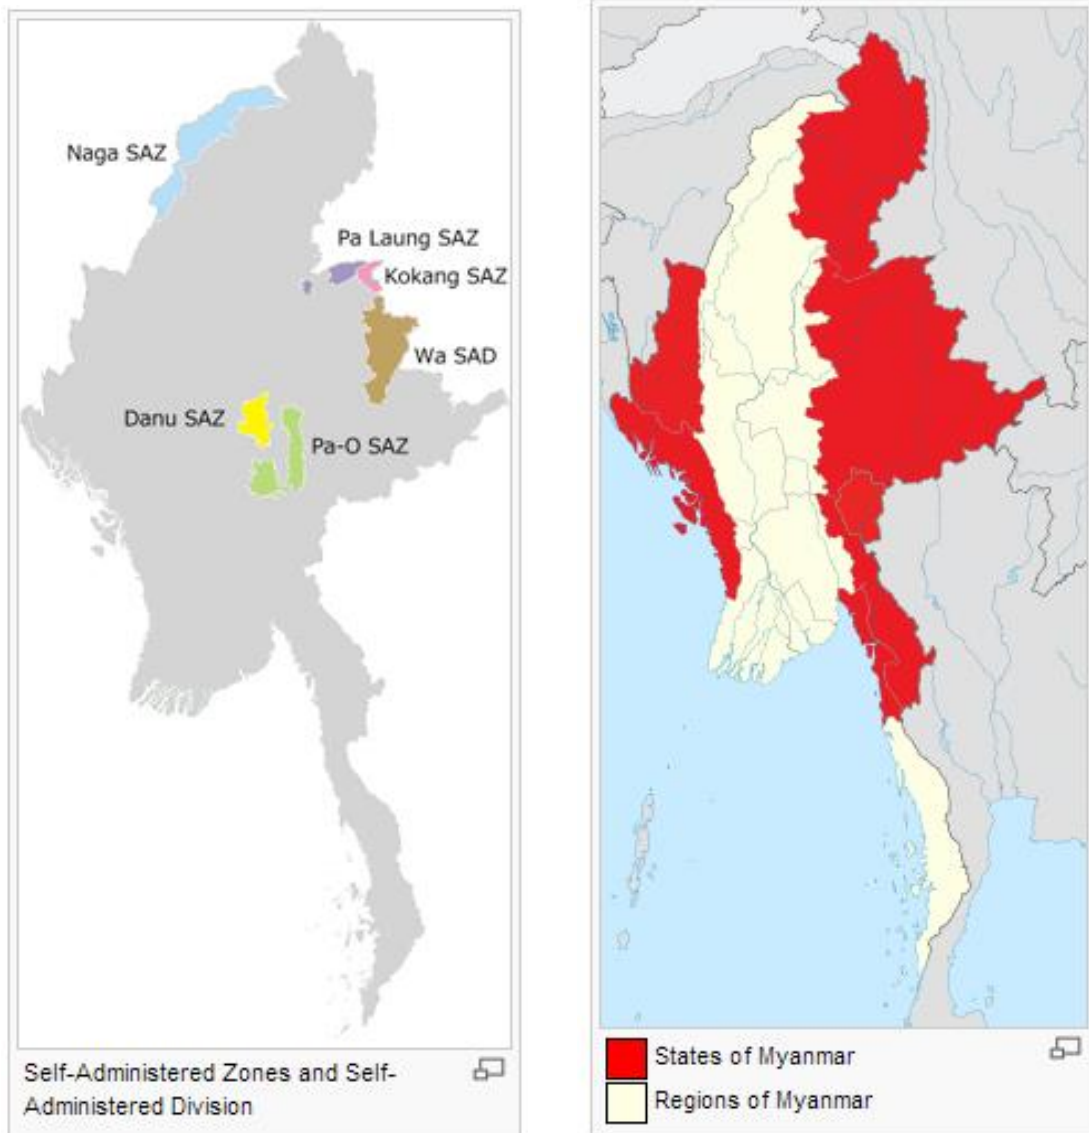 Naga SAZ
Pa Laung SAZ
Kokang SAZ
Wa SAD
Danu SAZ
Pa-O SAZ
Self-Administered Zones and Self-
Administered Division
States of Myanmar
Regions of Myanmar